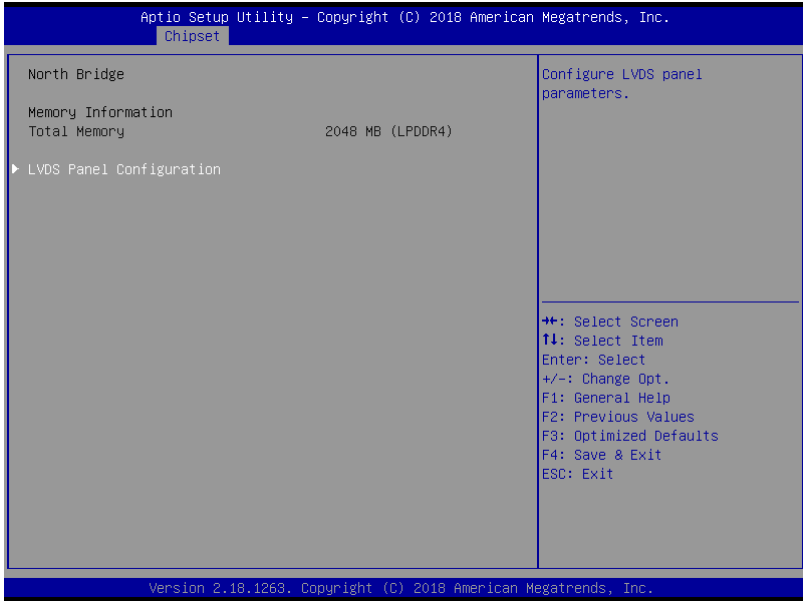 Aptio Setup Utility – Copyright (C) 2018 American Megatrends, Inc.
Chipset
North Bridge
Memory Information
Total Memory 2048 MB (LPDDR4)
▶ LVDS Panel Configuration
Configure LVDS panel
parameters.
→←: Select Screen
↑↓: Select Item
Enter: Select
+/-: Change Opt.
F1: General Help
F2: Previous Values
F3: Optimized Defaults
F4: Save & Exit
ESC: Exit
Version 2.18.1263. Copyright (C) 2018 American Megatrends, Inc.